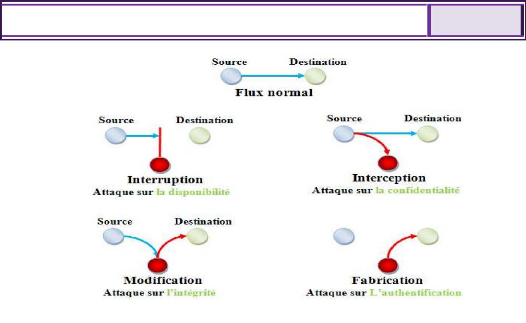 Source Destination
Flux normal
Source Destination
Interruption
Attaque sur la disponibilité
Source Destination
Interception
Attaque sur la confidentialité
Source Destination
Modification
Attaque sur l'intégrité
Fabrication
Attaque sur L'authentification